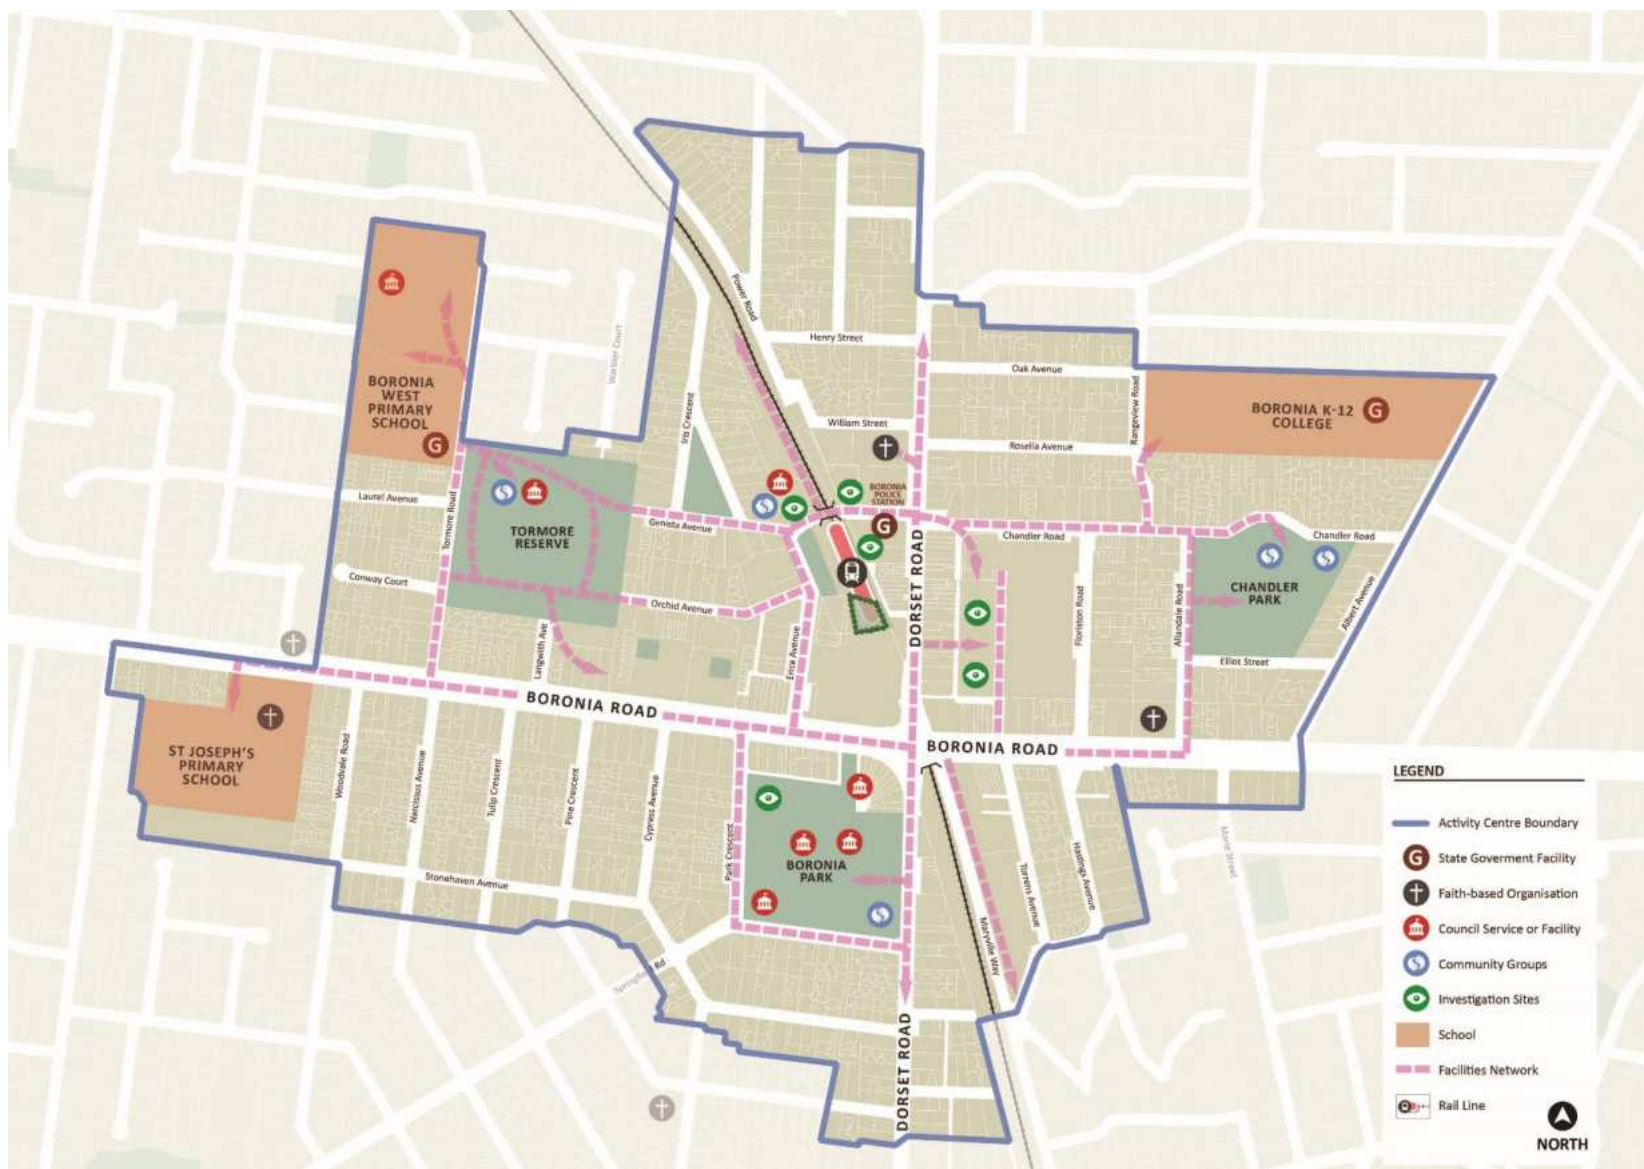 Power Road
Henry Street
Warbler Court
Oak Avenue
BORONIA
WEST
PRIMARY
SCHOOL
G
Iris Crescent
William Street
Rangeview Road
BORONIA K-12
COLLEGE
G
Rosella Avenue
Laurel Avenue
Tormore Road
TORMORE
RESERVE
Genista Avenue
BORONIA
POLICE
STATION
G
Chandler Road
Chandler Road
Conway Court
Orchid Avenue
DORSET ROAD
CHANDLER
PARK
Albert Avenue
Floriston Road
Allandale Road
Langwith Ave
Erica Avenue
Elliot Street
BORONIA ROAD
BORONIA ROAD
ST JOSEPH'S
PRIMARY
SCHOOL
Woodvale Road
Narcissus Avenue
Tulip Crescent
Pine Crescent
Cypress Avenue
Park Crescent
BORONIA
PARK
Stonehaven Avenue
Springfield Rd
Maryville Way
Torrens Avenue
Hastings Avenue
Marie Street
DORSET ROAD
LEGEND
Activity Centre Boundary
G State Goverment Facility
Faith-based Organisation
Council Service or Facility
Community Groups
Investigation Sites
School
Facilities Network
Rail Line
NORTH